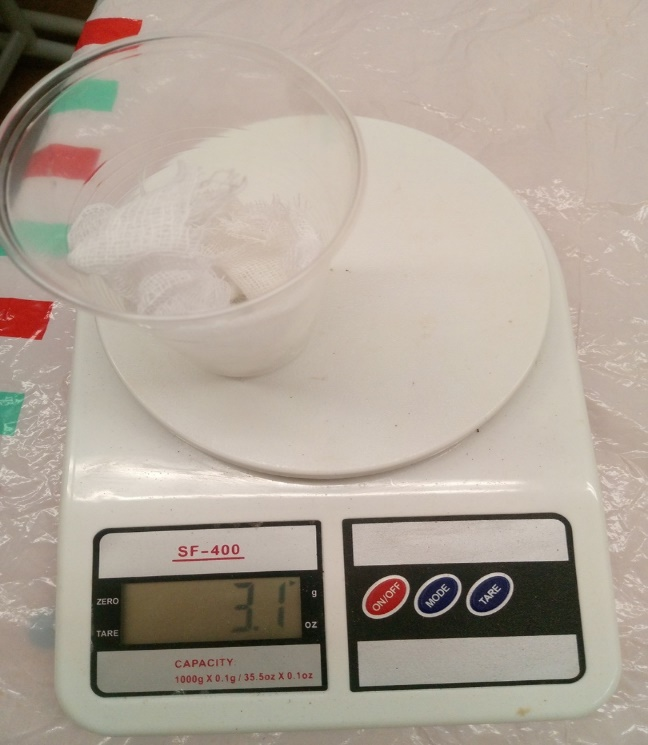 SF-400
ZERO
3.1
g
TARE
oz
CAPACITY:
1000g X 0.1g / 35.5oz X 0.1oz
ON/OFF
MODE
TARE